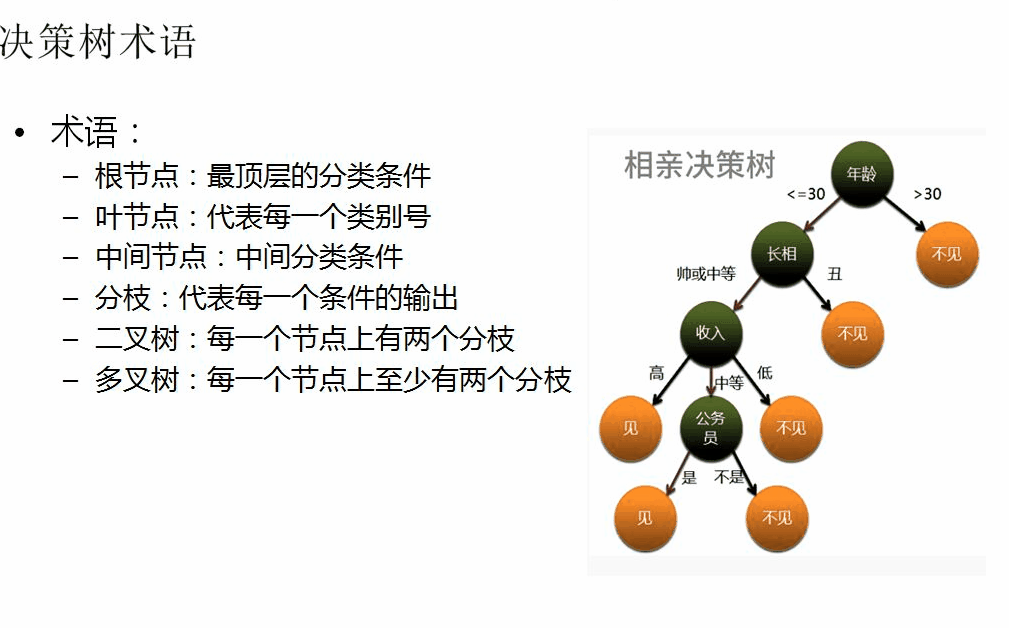 决策树术语
• 术语：
– 根节点：最顶层的分类条件
– 叶节点：代表每一个类别号
– 中间节点：中间分类条件
– 分枝：代表每一个条件的输出
– 二叉树：每一个节点上有两个分枝
– 多叉树：每一个节点上至少有两个分枝
相亲决策树
年龄
<=30
>30
长相
不见
帅或中等
丑
收入
不见
高
中等
低
见
公务
员
不见
是
不是
见
不见